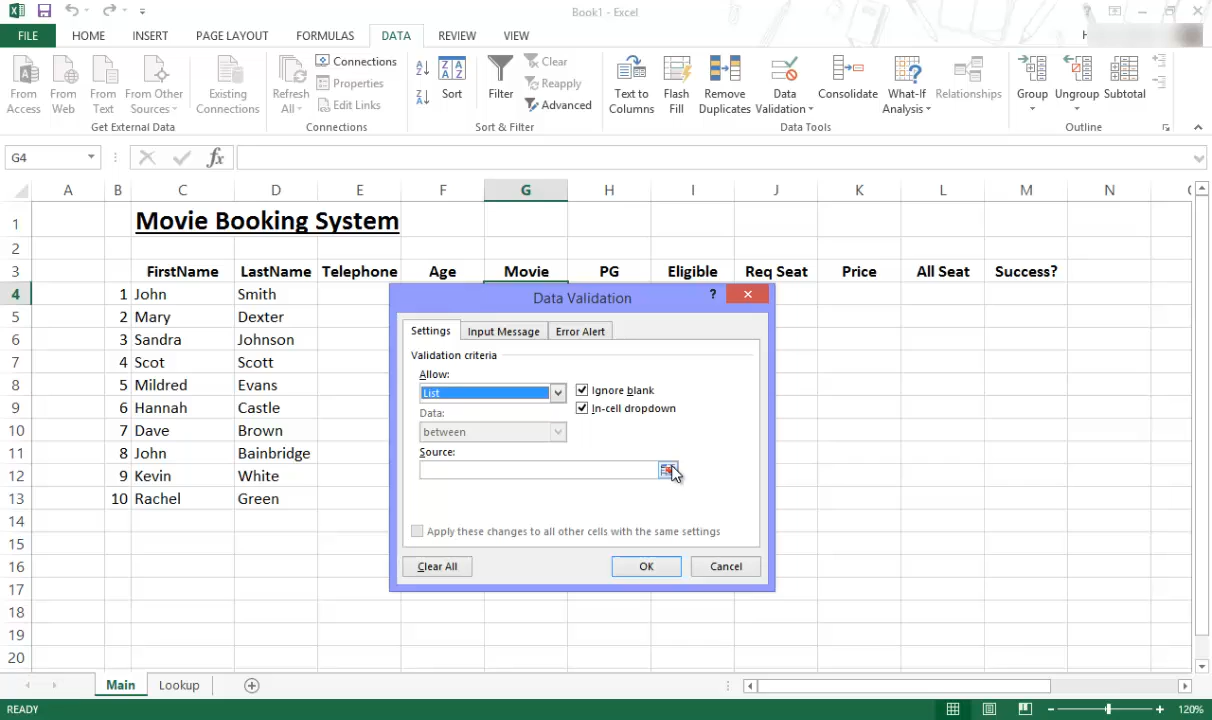 Book1 - Excel
FILE HOME INSERT PAGE LAYOUT FORMULAS DATA REVIEW VIEW
From Access
From Web
From Text
From Other Sources
Existing Connections
Get External Data
Refresh All
Connections
Properties
Edit Links
Connections
Sort
Filter
Clear
Reapply
Advanced
Sort & Filter
Text to Columns
Flash Fill
Remove Duplicates
Data Validation
Consolidate
What-If Analysis
Relationships
Data Tools
Group
Ungroup
Subtotal
Outline
G4 fx
A B C D E F G H I J K L M N
1 Movie Booking System
2
3 FirstName LastName Telephone Age Movie PG Eligible Req Seat Price All Seat Success?
4 1 John Smith
5 2 Mary Dexter
6 3 Sandra Johnson
7 4 Scot Scott
8 5 Mildred Evans
9 6 Hannah Castle
10 7 Dave Brown
11 8 John Bainbridge
12 9 Kevin White
13 10 Rachel Green
14
15
16
17
18
19
20
Data Validation ?
Settings Input Message Error Alert
Validation criteria
Allow:
List
Ignore blank
In-cell dropdown
Data:
between
Source:
Apply these changes to all other cells with the same settings
Clear All OK Cancel
Main Lookup
READY 120%